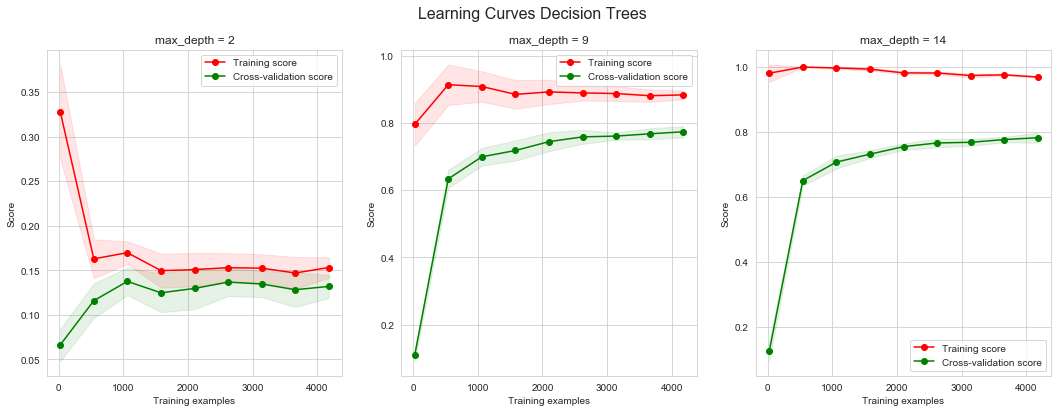 Learning Curves Decision Trees
max_depth = 2
Training score
Cross-validation score
0.35
0.30
0.25
0.20
0.15
0.10
0.05
Score
0
1000
2000
3000
4000
Training examples
max_depth = 9
Training score
Cross-validation score
1.0
0.8
0.6
0.4
0.2
Score
0
1000
2000
3000
4000
Training examples
max_depth = 14
1.0
0.8
0.6
0.4
0.2
Score
Training score
Cross-validation score
0
1000
2000
3000
4000
Training examples